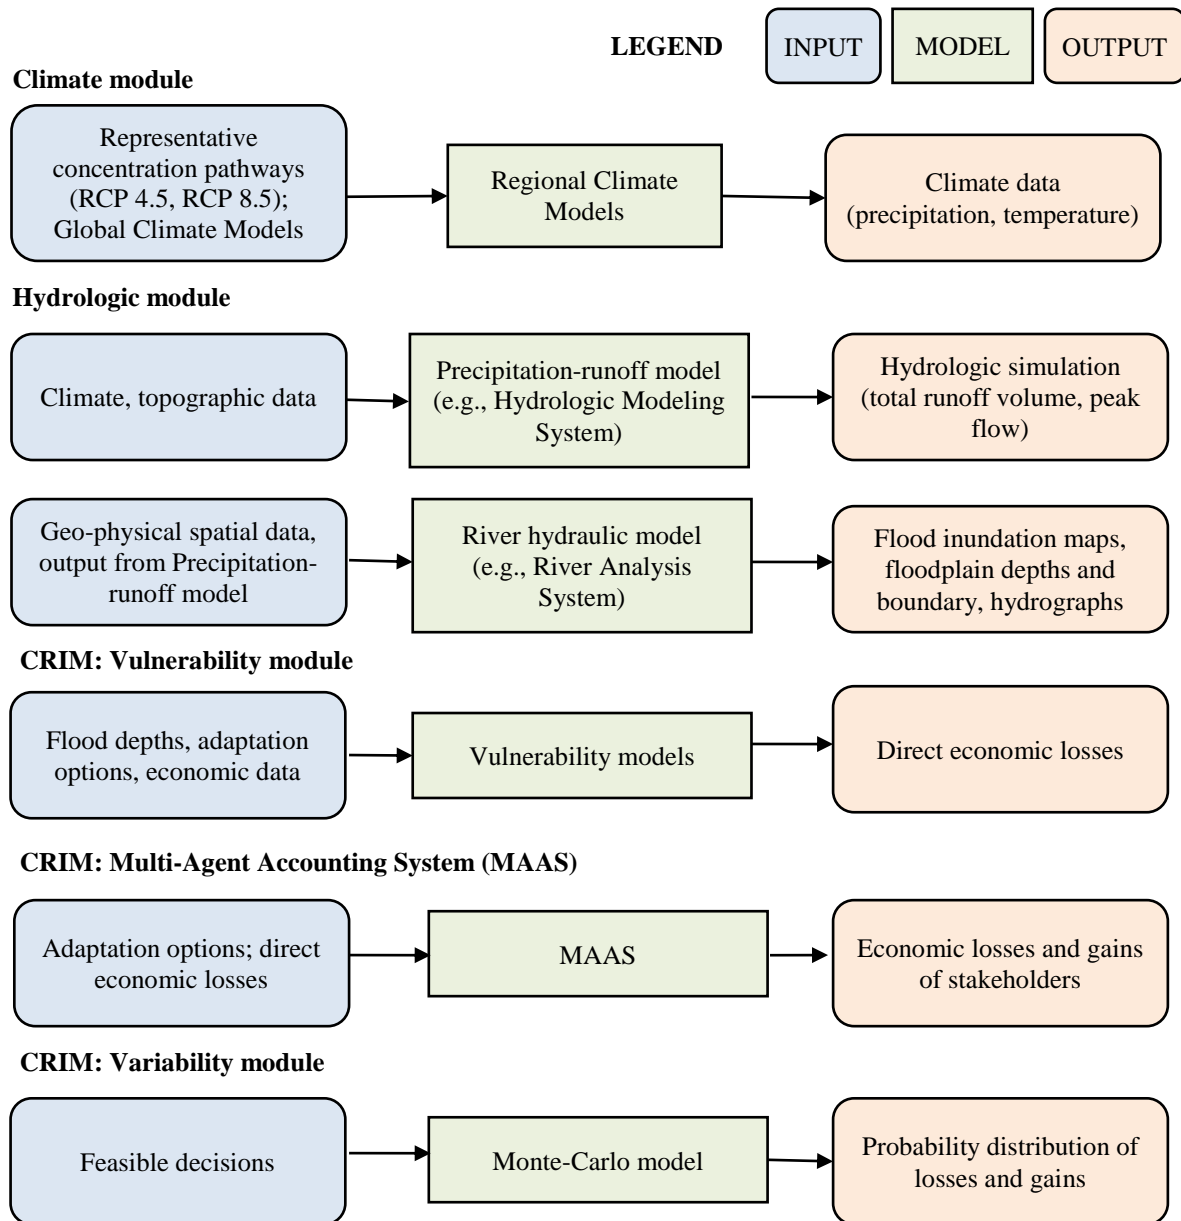 LEGEND
INPUT
MODEL
OUTPUT
Climate module
Representative
concentration pathways
(RCP 4.5, RCP 8.5);
Global Climate Models
Regional Climate
Models
Climate data
(precipitation, temperature)
Hydrologic module
Climate, topographic data
Precipitation-runoff model
(e.g., Hydrologic Modeling
System)
Hydrologic simulation
(total runoff volume, peak
flow)
Geo-physical spatial data,
output from Precipitation-
runoff model
River hydraulic model
(e.g., River Analysis
System)
Flood inundation maps,
floodplain depths and
boundary, hydrographs
CRIM: Vulnerability module
Flood depths, adaptation
options, economic data
Vulnerability models
Direct economic losses
CRIM: Multi-Agent Accounting System (MAAS)
Adaptation options; direct
economic losses
MAAS
Economic losses and gains
of stakeholders
CRIM: Variability module
Feasible decisions
Monte-Carlo model
Probability distribution of
losses and gains